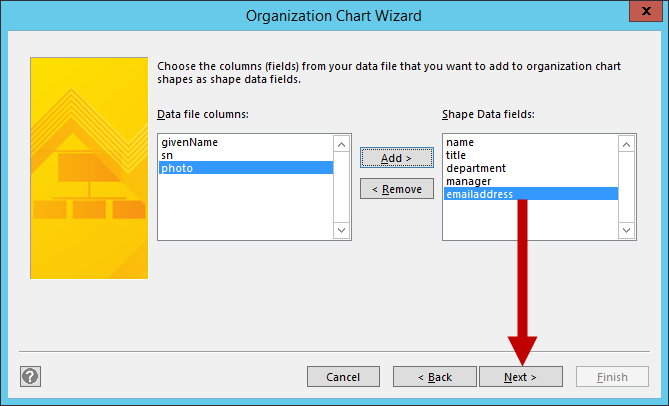 Organization Chart Wizard
x
Choose the columns (fields) from your data file that you want to add to organization chart
shapes as shape data fields.
Data file columns:
Shape Data fields:
givenName
sn
photo
Add >
< Remove
name
title
department
manager
emailaddress
?
Cancel
< Back
Next >
Finish